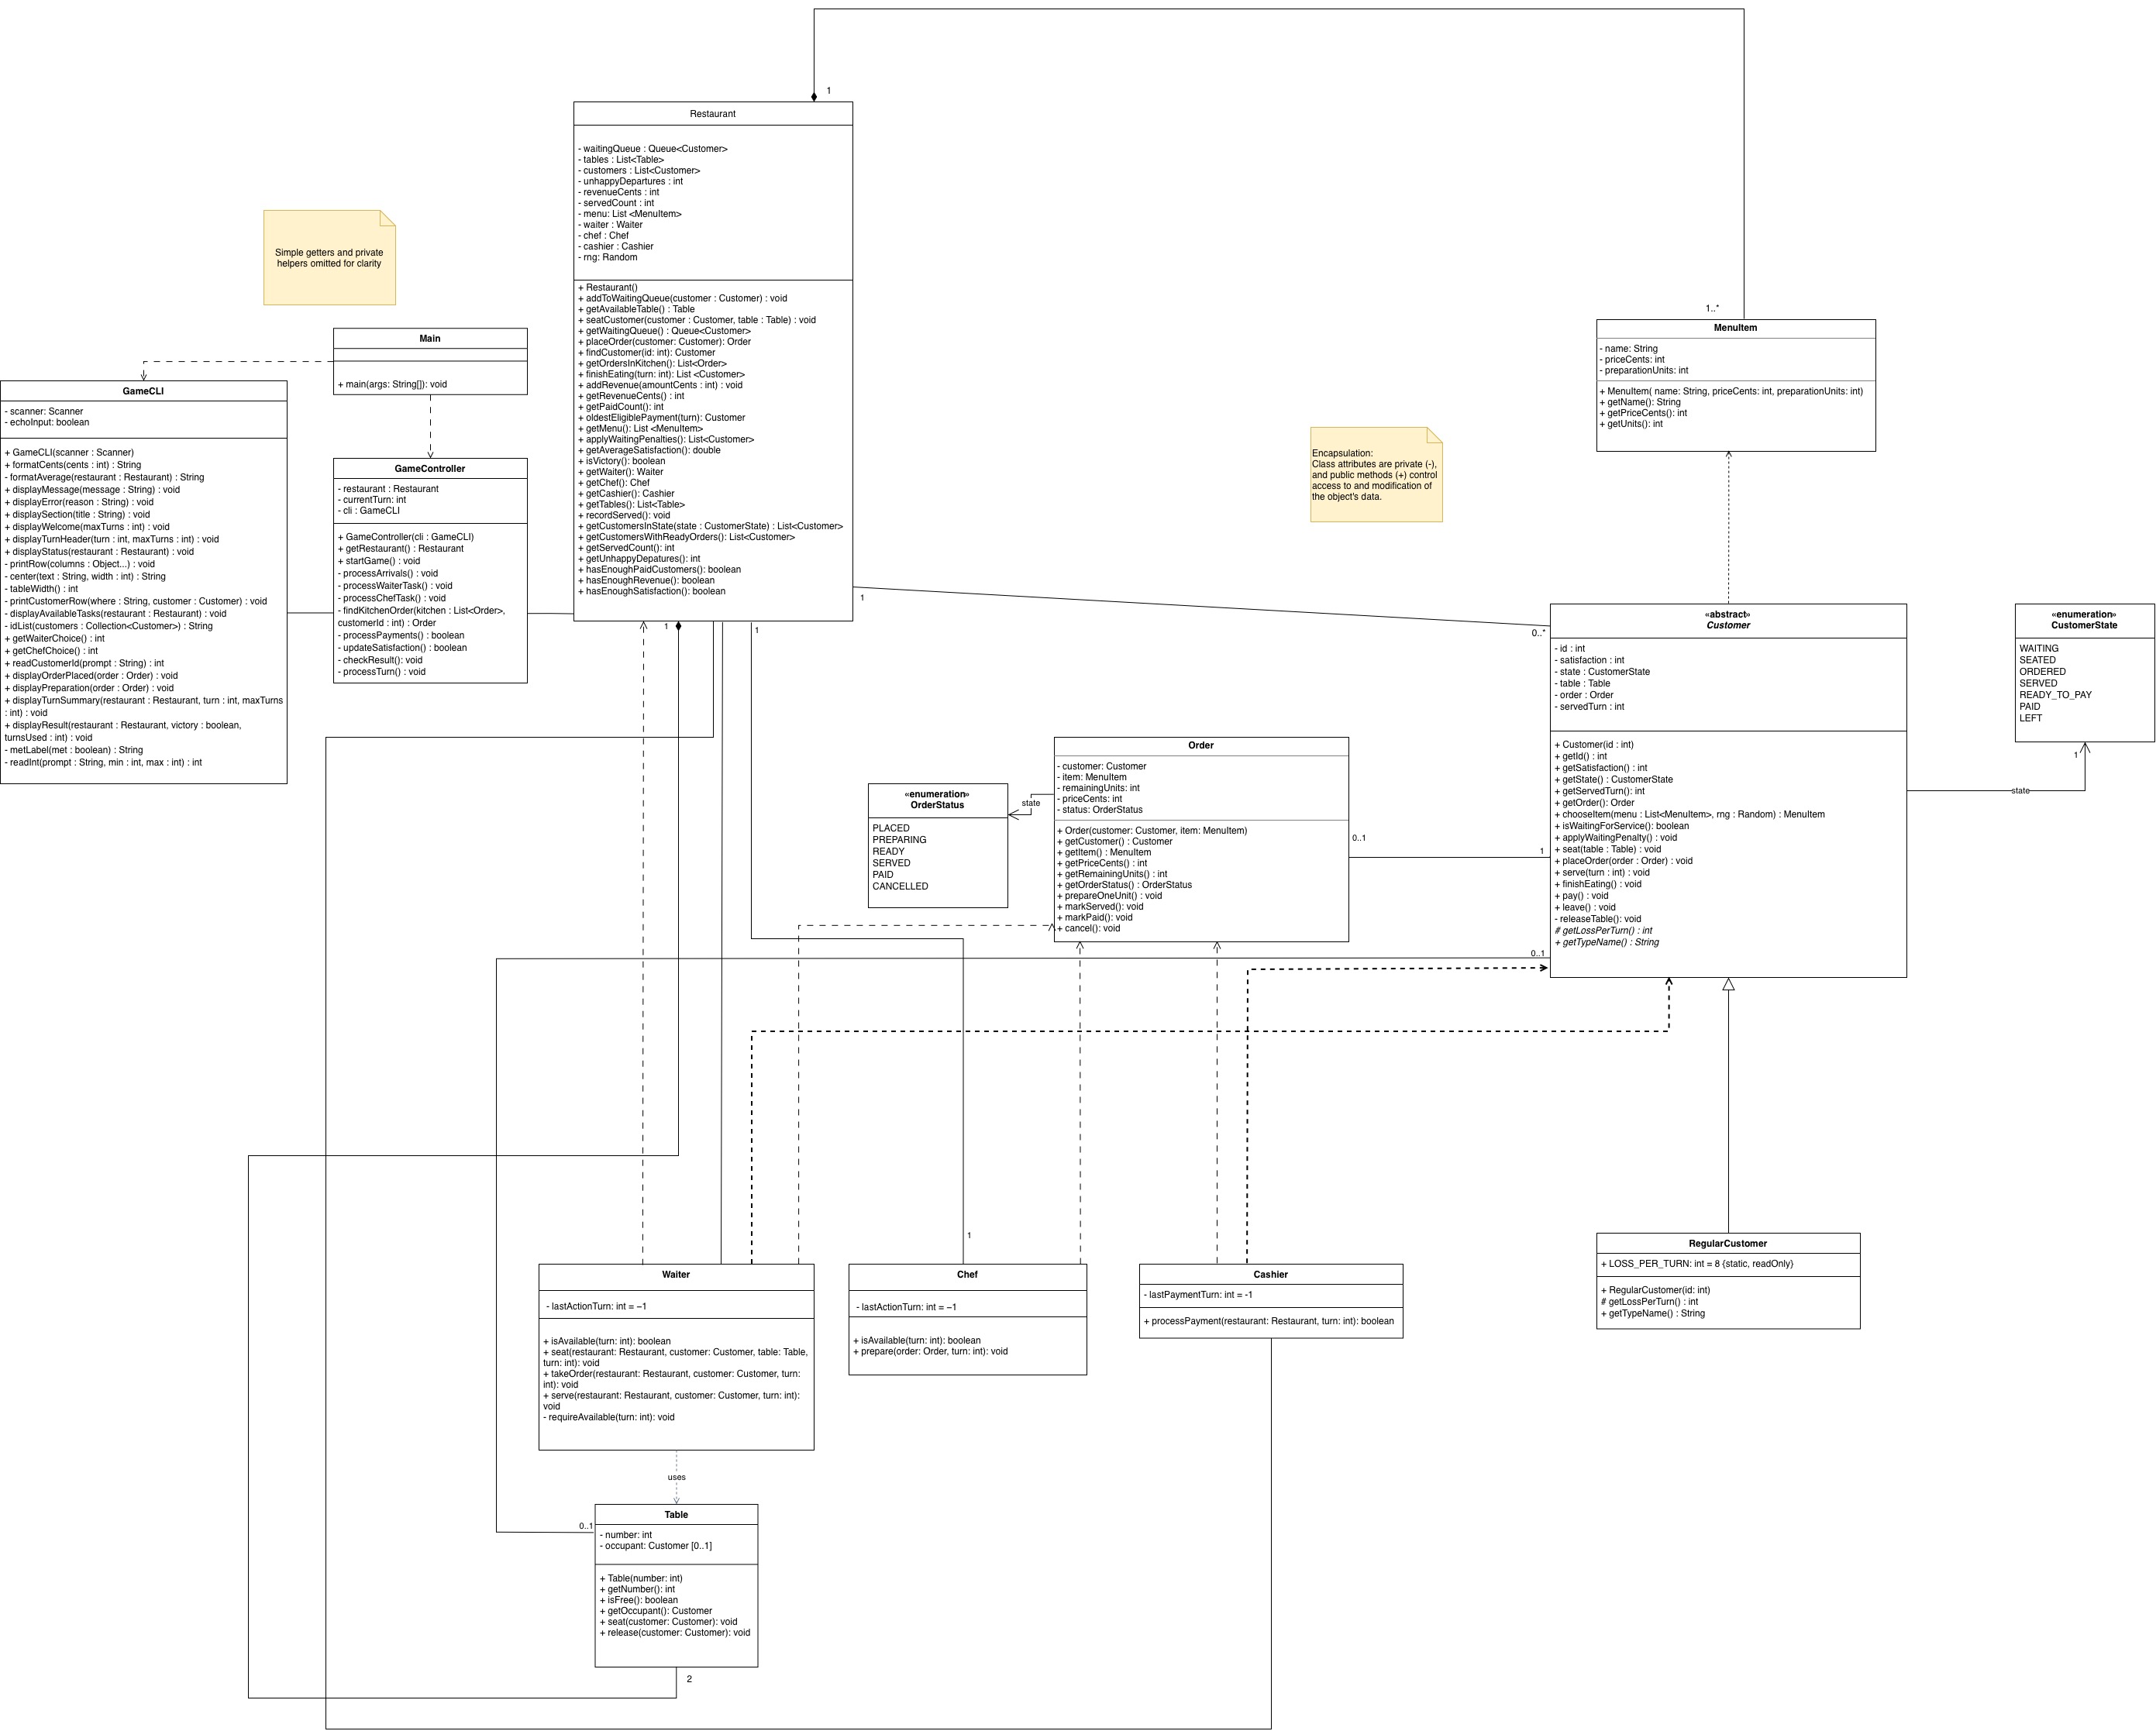 1
Restaurant
- waitingQueue : Queue<Customer>
- tables : List<Table>
- customers : List<Customer>
- unhappyDepartures : int
- revenueCents : int
- servedCount : int
- menu: List <MenuItem>
- waiter : Waiter
- chef : Chef
- cashier : Cashier
- rng: Random
+ Restaurant()
+ addToWaitingQueue(customer : Customer) : void
+ getAvailableTable() : Table
+ seatCustomer(customer : Customer, table : Table) : void
+ getWaitingQueue() : Queue<Customer>
+ placeOrder(customer: Customer): Order
+ findCustomer(id: int): Customer
+ getOrdersInKitchen(): List<Order>
+ finishEating(turn: int): List <Customer>
+ addRevenue(amountCents : int) : void
+ getRevenueCents() : int
+ getPaidCount(): int
+ oldestEligiblePayment(turn): Customer
+ getMenu(): List <MenuItem>
+ applyWaitingPenalties(): List<Customer>
+ getAverageSatisfaction(): double
+ isVictory(): boolean
+ getWaiter(): Waiter
+ getChef(): Chef
+ getCashier(): Cashier
+ getTables(): List<Table>
+ recordServed(): void
+ getCustomersInState(state : CustomerState) : List<Customer>
+ getCustomersWithReadyOrders(): List<Customer>
+ getServedCount(): int
+ getUnhappyDepatures(): int
+ hasEnoughPaidCustomers(): boolean
+ hasEnoughRevenue(): boolean
+ hasEnoughSatisfaction(): boolean
Simple getters and private
helpers omitted for clarity
Main
+ main(args: String[]): void
GameCLI
- scanner: Scanner
- echoInput: boolean
+ GameCLI(scanner : Scanner)
+ formatCents(cents : int) : String
- formatAverage(restaurant : Restaurant) : String
+ displayMessage(message : String) : void
+ displayError(reason : String) : void
+ displaySection(title : String) : void
+ displayWelcome(maxTurns : int) : void
+ displayTurnHeader(turn : int, maxTurns : int) : void
+ displayStatus(restaurant : Restaurant) : void
- printRow(columns : Object...) : void
- center(text : String, width : int) : String
- tableWidth() : int
- printCustomerRow(where : String, customer : Customer) : void
- displayAvailableTasks(restaurant : Restaurant) : void
- idList(customers : Collection<Customer>) : String
+ getWaiterChoice() : int
+ getChefChoice() : int
+ readCustomerId(prompt : String) : int
+ displayOrderPlaced(order : Order) : void
+ displayPreparation(order : Order) : void
+ displayTurnSummary(restaurant : Restaurant, turn : int, maxTurns
: int) : void
+ displayResult(restaurant : Restaurant, victory : boolean,
turnsUsed : int) : void
- metLabel(met : boolean) : String
- readInt(prompt : String, min : int, max : int) : int
GameController
- restaurant : Restaurant
- currentTurn: int
- cli : GameCLI
+ GameController(cli : GameCLI)
+ getRestaurant() : Restaurant
+ startGame() : void
- processArrivals() : void
- processWaiterTask() : void
- processChefTask() : void
- findKitchenOrder(kitchen : List<Order>,
customerId : int) : Order
- processPayments() : boolean
- updateSatisfaction() : boolean
- checkResult(): void
- processTurn() : void
1..*
MenuItem
- name: String
- priceCents: int
- preparationUnits: int
+ MenuItem( name: String, priceCents: int, preparationUnits: int)
+ getName(): String
+ getPriceCents(): int
+ getUnits(): int
Encapsulation:
Class attributes are private (-),
and public methods (+) control
access to and modification of
the object's data.
1
0..*
1
1
«abstract»
Customer
- id : int
- satisfaction : int
- state : CustomerState
- table : Table
- order : Order
- servedTurn : int
+ Customer(id : int)
+ getId() : int
+ getSatisfaction() : int
+ getState() : CustomerState
+ getServedTurn(): int
+ getOrder(): Order
+ chooseItem(menu : List<MenuItem>, rng : Random) : MenuItem
+ isWaitingForService(): boolean
+ applyWaitingPenalty() : void
+ seat(table : Table) : void
+ placeOrder(order : Order) : void
+ serve(turn : int) : void
+ finishEating() : void
+ pay() : void
+ leave() : void
- releaseTable(): void
# getLossPerTurn() : int
+ getTypeName() : String
«enumeration»
CustomerState
WAITING
SEATED
ORDERED
SERVED
READY_TO_PAY
PAID
LEFT
1
state
Order
- customer: Customer
- item: MenuItem
- remainingUnits: int
- priceCents: int
- status: OrderStatus
+ Order(customer: Customer, item: MenuItem)
+ getCustomer() : Customer
+ getItem() : MenuItem
+ getPriceCents() : int
+ getRemainingUnits() : int
+ getOrderStatus() : OrderStatus
+ prepareOneUnit() : void
+ markServed(): void
+ markPaid(): void
+ cancel(): void
«enumeration»
OrderStatus
PLACED
PREPARING
READY
SERVED
PAID
CANCELLED
state
0..1
1
0..1
1
Waiter
- lastActionTurn: int = −1
+ isAvailable(turn: int): boolean
+ seat(restaurant: Restaurant, customer: Customer, table: Table,
turn: int): void
+ takeOrder(restaurant: Restaurant, customer: Customer, turn:
int): void
+ serve(restaurant: Restaurant, customer: Customer, turn: int):
void
- requireAvailable(turn: int): void
Chef
- lastActionTurn: int = −1
+ isAvailable(turn: int): boolean
+ prepare(order: Order, turn: int): void
Cashier
- lastPaymentTurn: int = -1
+ processPayment(restaurant: Restaurant, turn: int): boolean
RegularCustomer
+ LOSS_PER_TURN: int = 8 {static, readOnly}
+ RegularCustomer(id: int)
# getLossPerTurn() : int
+ getTypeName() : String
uses
0..1
Table
- number: int
- occupant: Customer [0..1]
+ Table(number: int)
+ getNumber(): int
+ isFree(): boolean
+ getOccupant(): Customer
+ seat(customer: Customer): void
+ release(customer: Customer): void
2